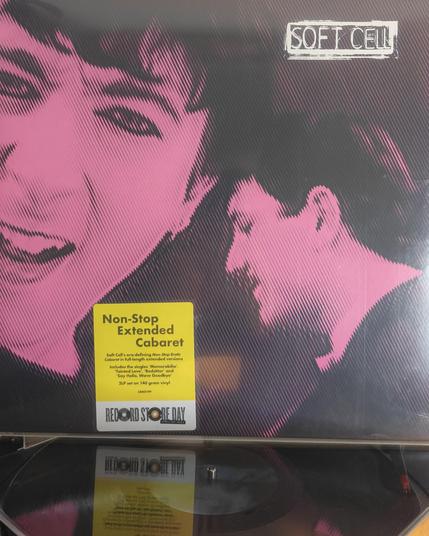 SOFT CELL
Non-Stop
Extended
Cabaret
Soft Cell's era-defining Non-Stop Erotic
Cabaret in full-length extended versions
Includes the singles 'Memorabilia'
'Tainted Love', 'Bedsitter' and
'Say Hello, Wave Goodbye'
2LP set on 140 gram vinyl
RECORD STORE DAY